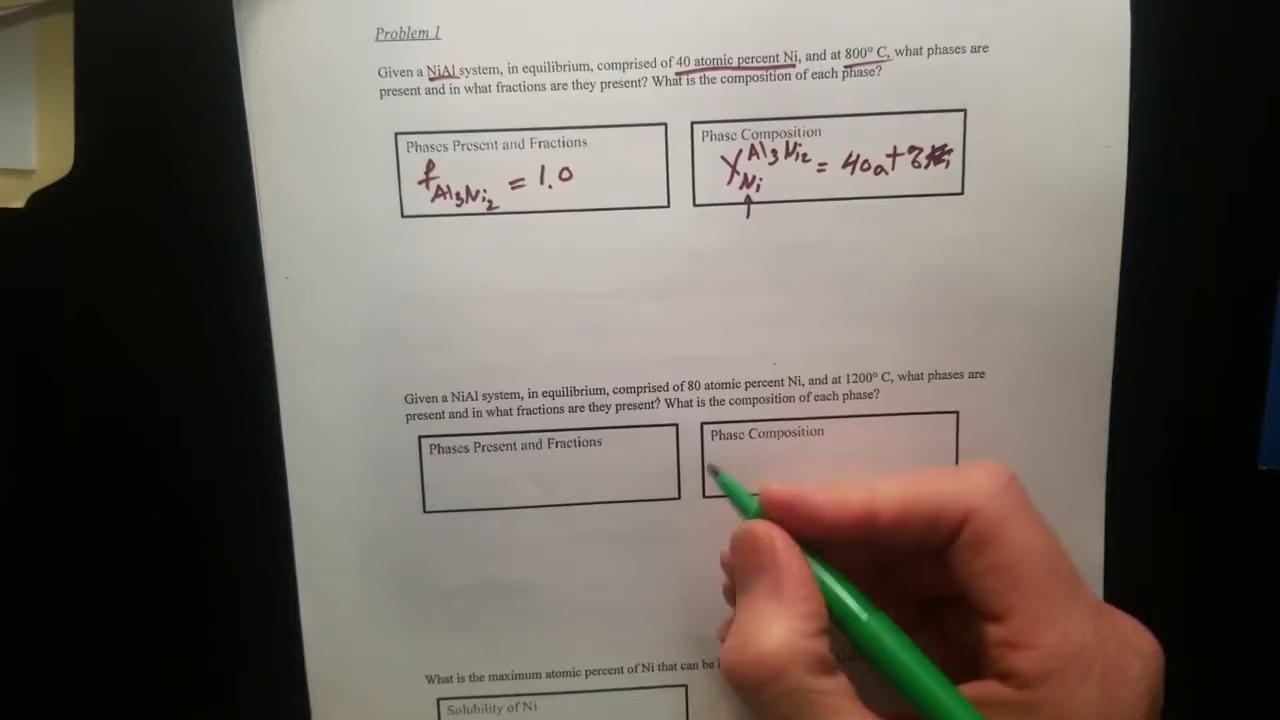 Problem 1
Given a NiAl system, in equilibrium, comprised of 40 atomic percent Ni, and at 800° C, what phases are
present and in what fractions are they present? What is the composition of each phase?
Phases Present and Fractions
f Al3Ni2 = 1.0
Phase Composition
X Ni Al3Ni2 = 40at%
Given a NiAl system, in equilibrium, comprised of 80 atomic percent Ni, and at 1200° C, what phases are
present and in what fractions are they present? What is the composition of each phase?
Phases Present and Fractions
Phase Composition
What is the maximum atomic percent of Ni that can be
Solubility of Ni